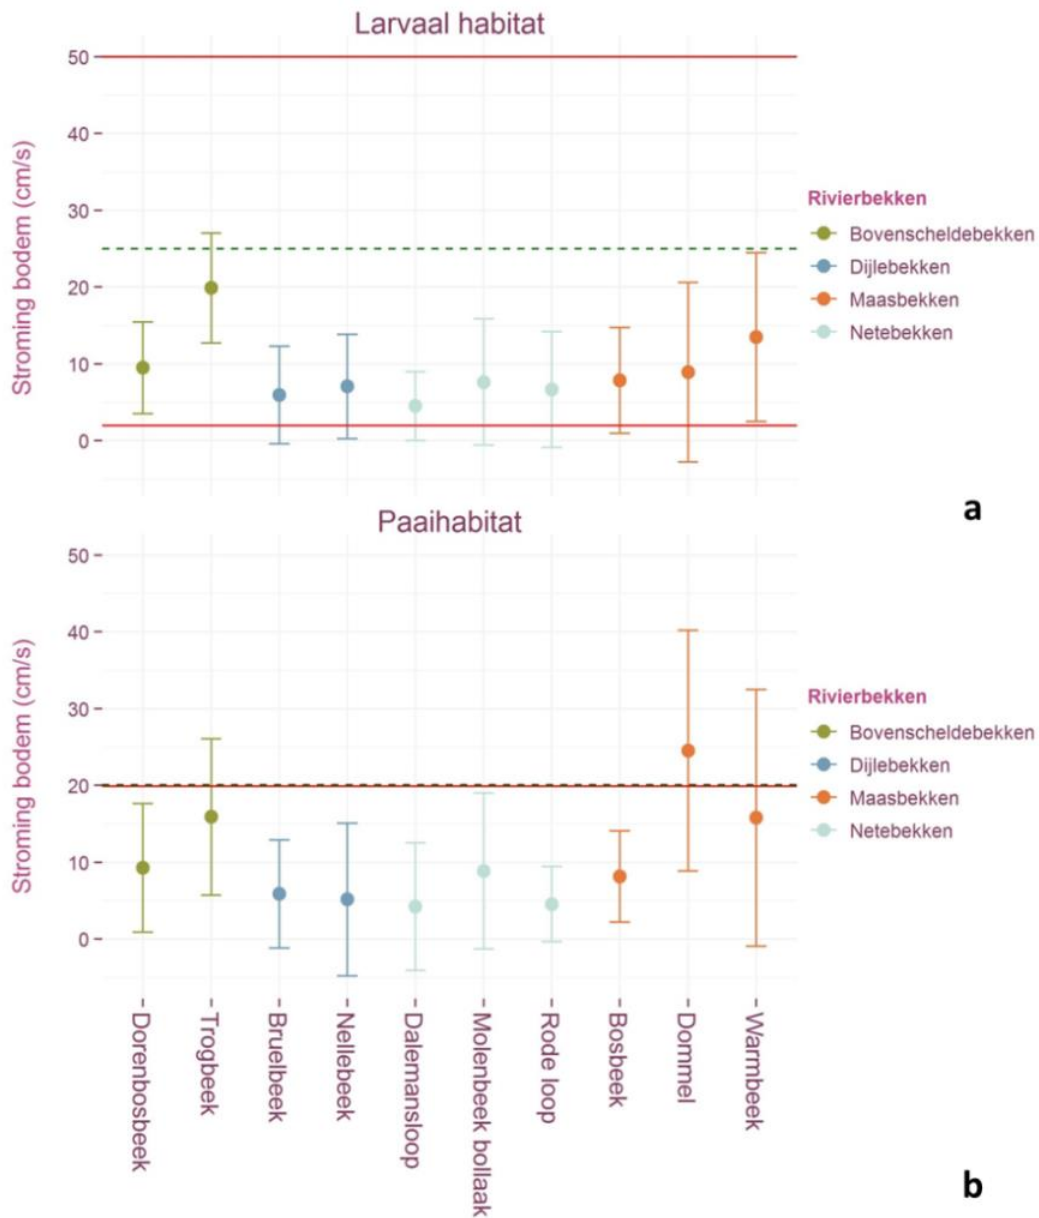 Larvaal habitat
Stroming bodem (cm/s)
50
40
30
20
10
0
Rivierbekken
Bovenscheldebekken
Dijlebekken
Maasbekken
Netebekken
a
Paaihabitat
Stroming bodem (cm/s)
50
40
30
20
10
0
Rivierbekken
Bovenscheldebekken
Dijlebekken
Maasbekken
Netebekken
Dorenbosbeek
Trogbeek
Bruelbeek
Nellebeek
Dalemansloop
Molenbeek bollaak
Rode loop
Bosbeek
Dommel
Warmbeek
b